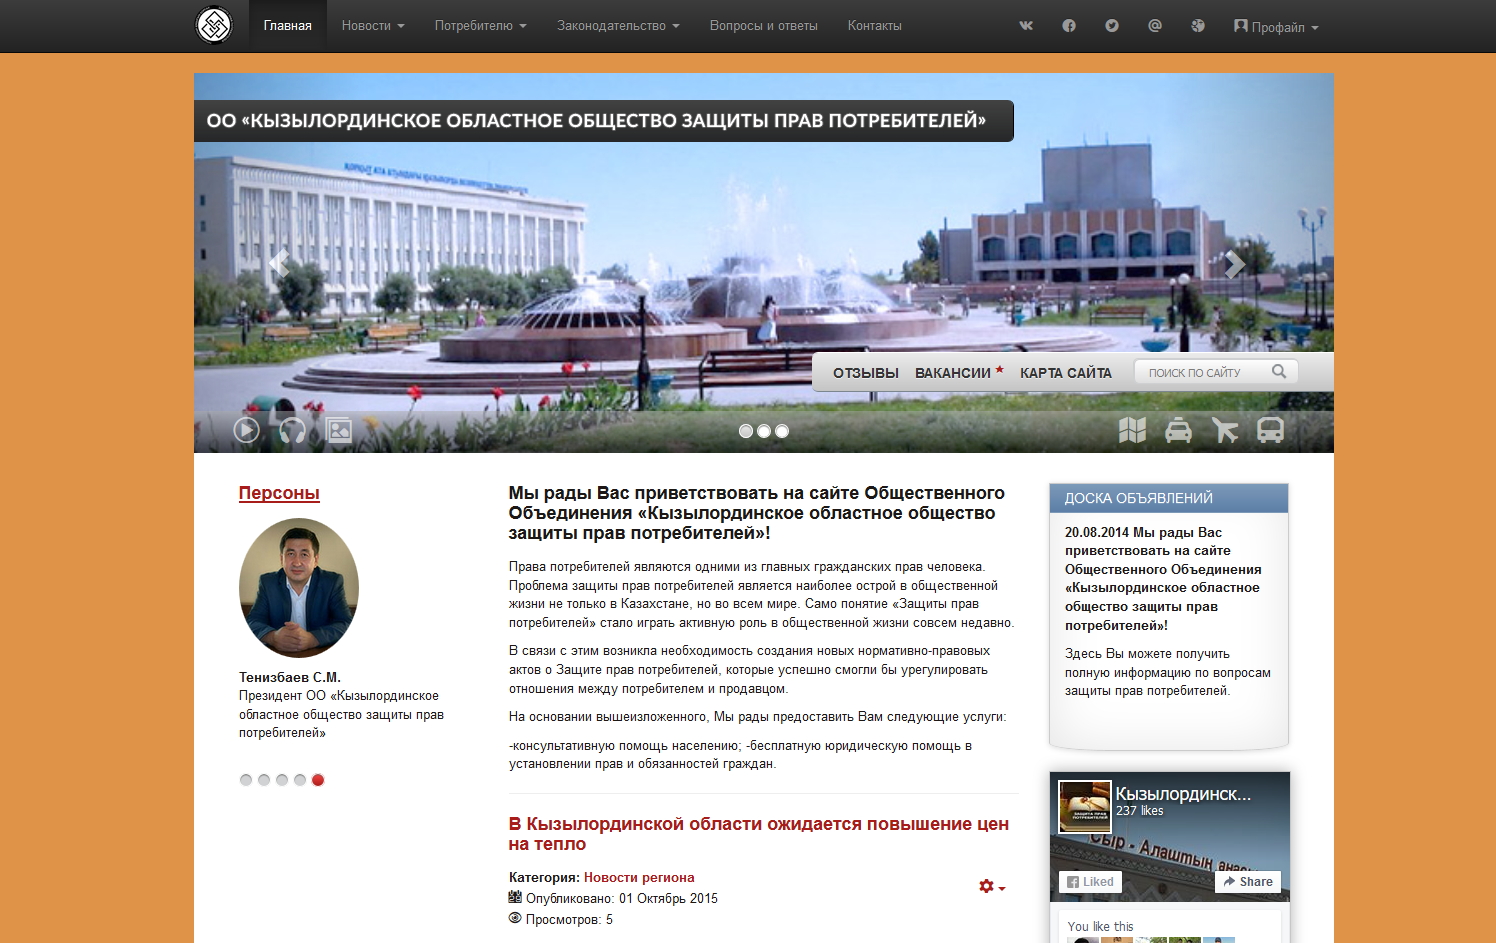 Главная
Новости
Потребителю
Законодательство
Вопросы и ответы
Контакты
Профайл
ОО «КЫЗЫЛОРДИНСКОЕ ОБЛАСТНОЕ ОБЩЕСТВО ЗАЩИТЫ ПРАВ ПОТРЕБИТЕЛЕЙ»
ОТЗЫВЫ
ВАКАНСИИ
КАРТА САЙТА
ПОИСК ПО САЙТУ
Персоны
Тенизбаев С.М.
Президент ОО «Кызылординское
областное общество защиты прав
потребителей»
Мы рады Вас приветствовать на сайте Общественного
Объединения «Кызылординское областное общество
защиты прав потребителей»!
Права потребителей являются одними из главных гражданских прав человека.
Проблема защиты прав потребителей является наиболее острой в общественной
жизни не только в Казахстане, но во всем мире. Само понятие «Защиты прав
потребителей» стало играть активную роль в общественной жизни совсем недавно.
В связи с этим возникла необходимость создания новых нормативно-правовых
актов о Защите прав потребителей, которые успешно смогли бы урегулировать
отношения между потребителем и продавцом.
На основании вышеизложенного, Мы рады предоставить Вам следующие услуги:
-консультативную помощь населению; -бесплатную юридическую помощь в
установлении прав и обязанностей граждан.
В Кызылординской области ожидается повышение цен
на тепло
Категория: Новости региона
Опубликовано: 01 Октябрь 2015
Просмотров: 5
ДОСКА ОБЪЯВЛЕНИЙ
20.08.2014 Мы рады Вас
приветствовать на сайте
Общественного Объединения
«Кызылординское областное
общество защиты прав
потребителей»!
Здесь Вы можете получить
полную информацию по вопросам
защиты прав потребителей.
Кызылординск...
237 likes
ЗАЩИТА ПРАВ
ПОТРЕБИТЕЛЕЙ
Сыр - Алаштың анасы
Liked
Share
You like this